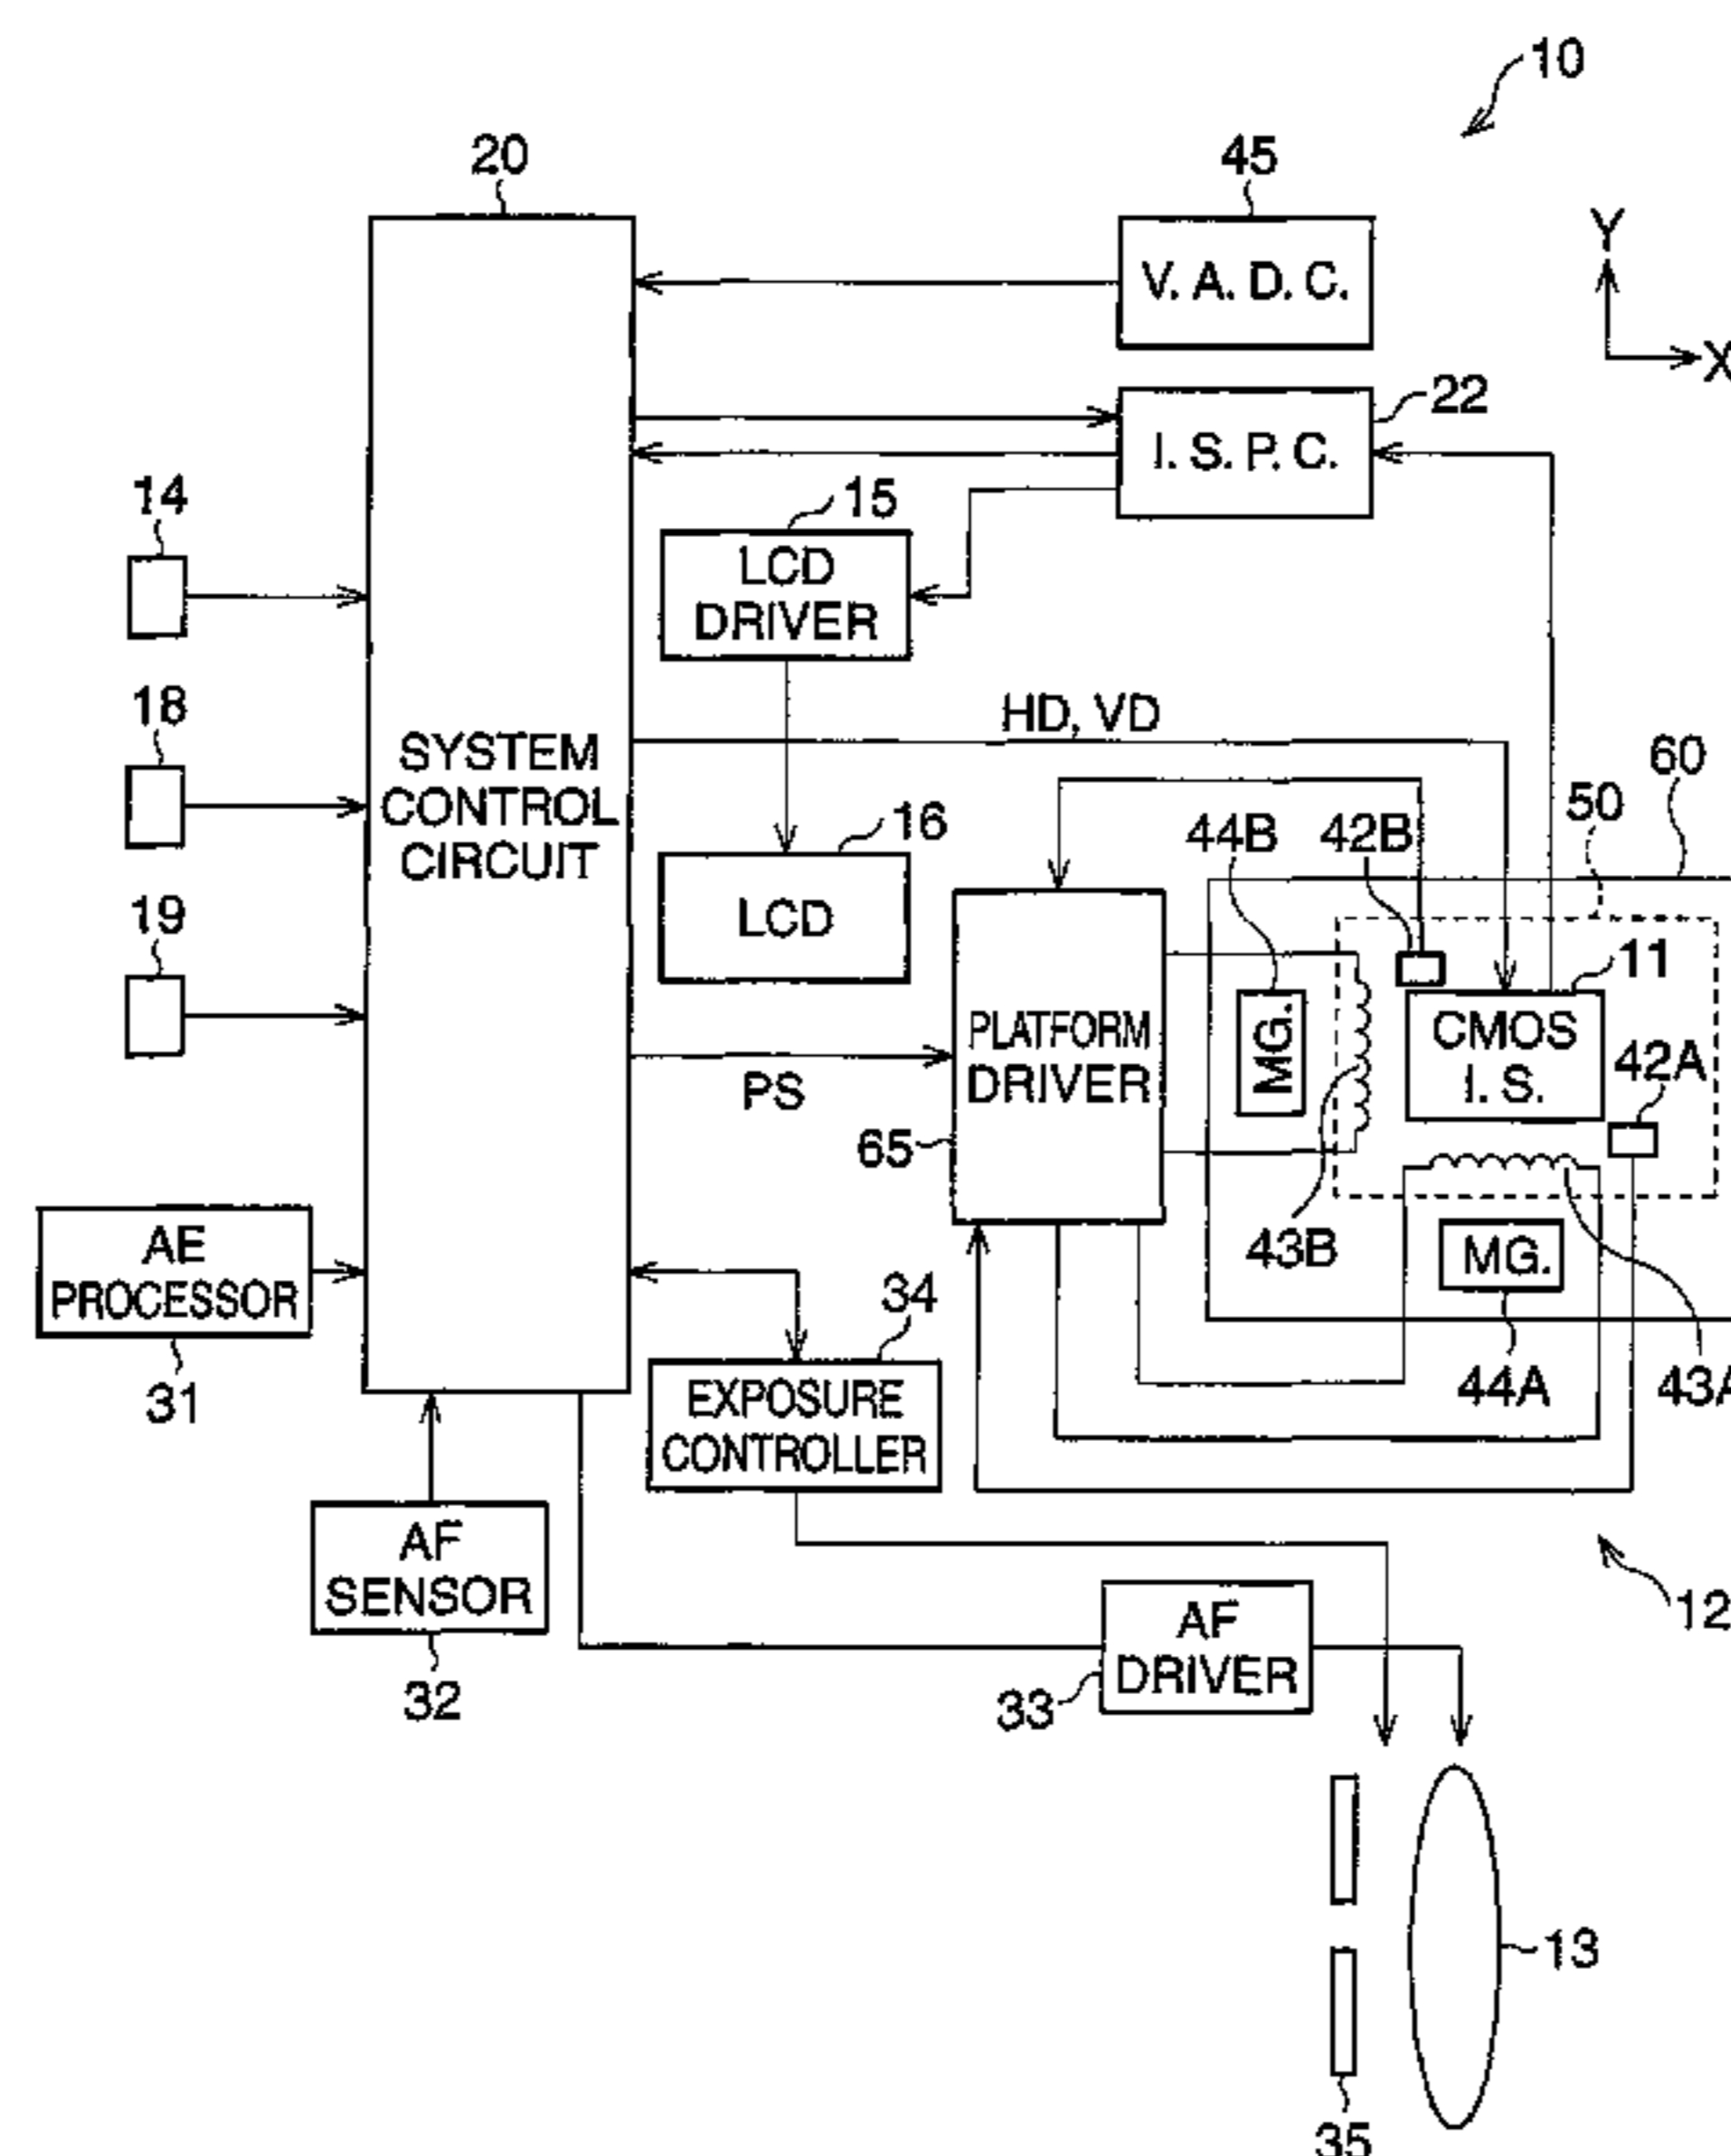 10
20
45
V. A. D. C.
Y
X
22
I. S. P. C.
14
15
LCD
DRIVER
18
HD, VD
60
SYSTEM
CONTROL
CIRCUIT
50
16
44B
42B
LCD
19
11
MG.
CMOS
I. S.
42A
PLATFORM
DRIVER
PS
65
43B
MG.
AE
PROCESSOR
34
31
EXPOSURE
CONTROLLER
44A
43A
AF
SENSOR
12
AF
DRIVER
32
33
13
35